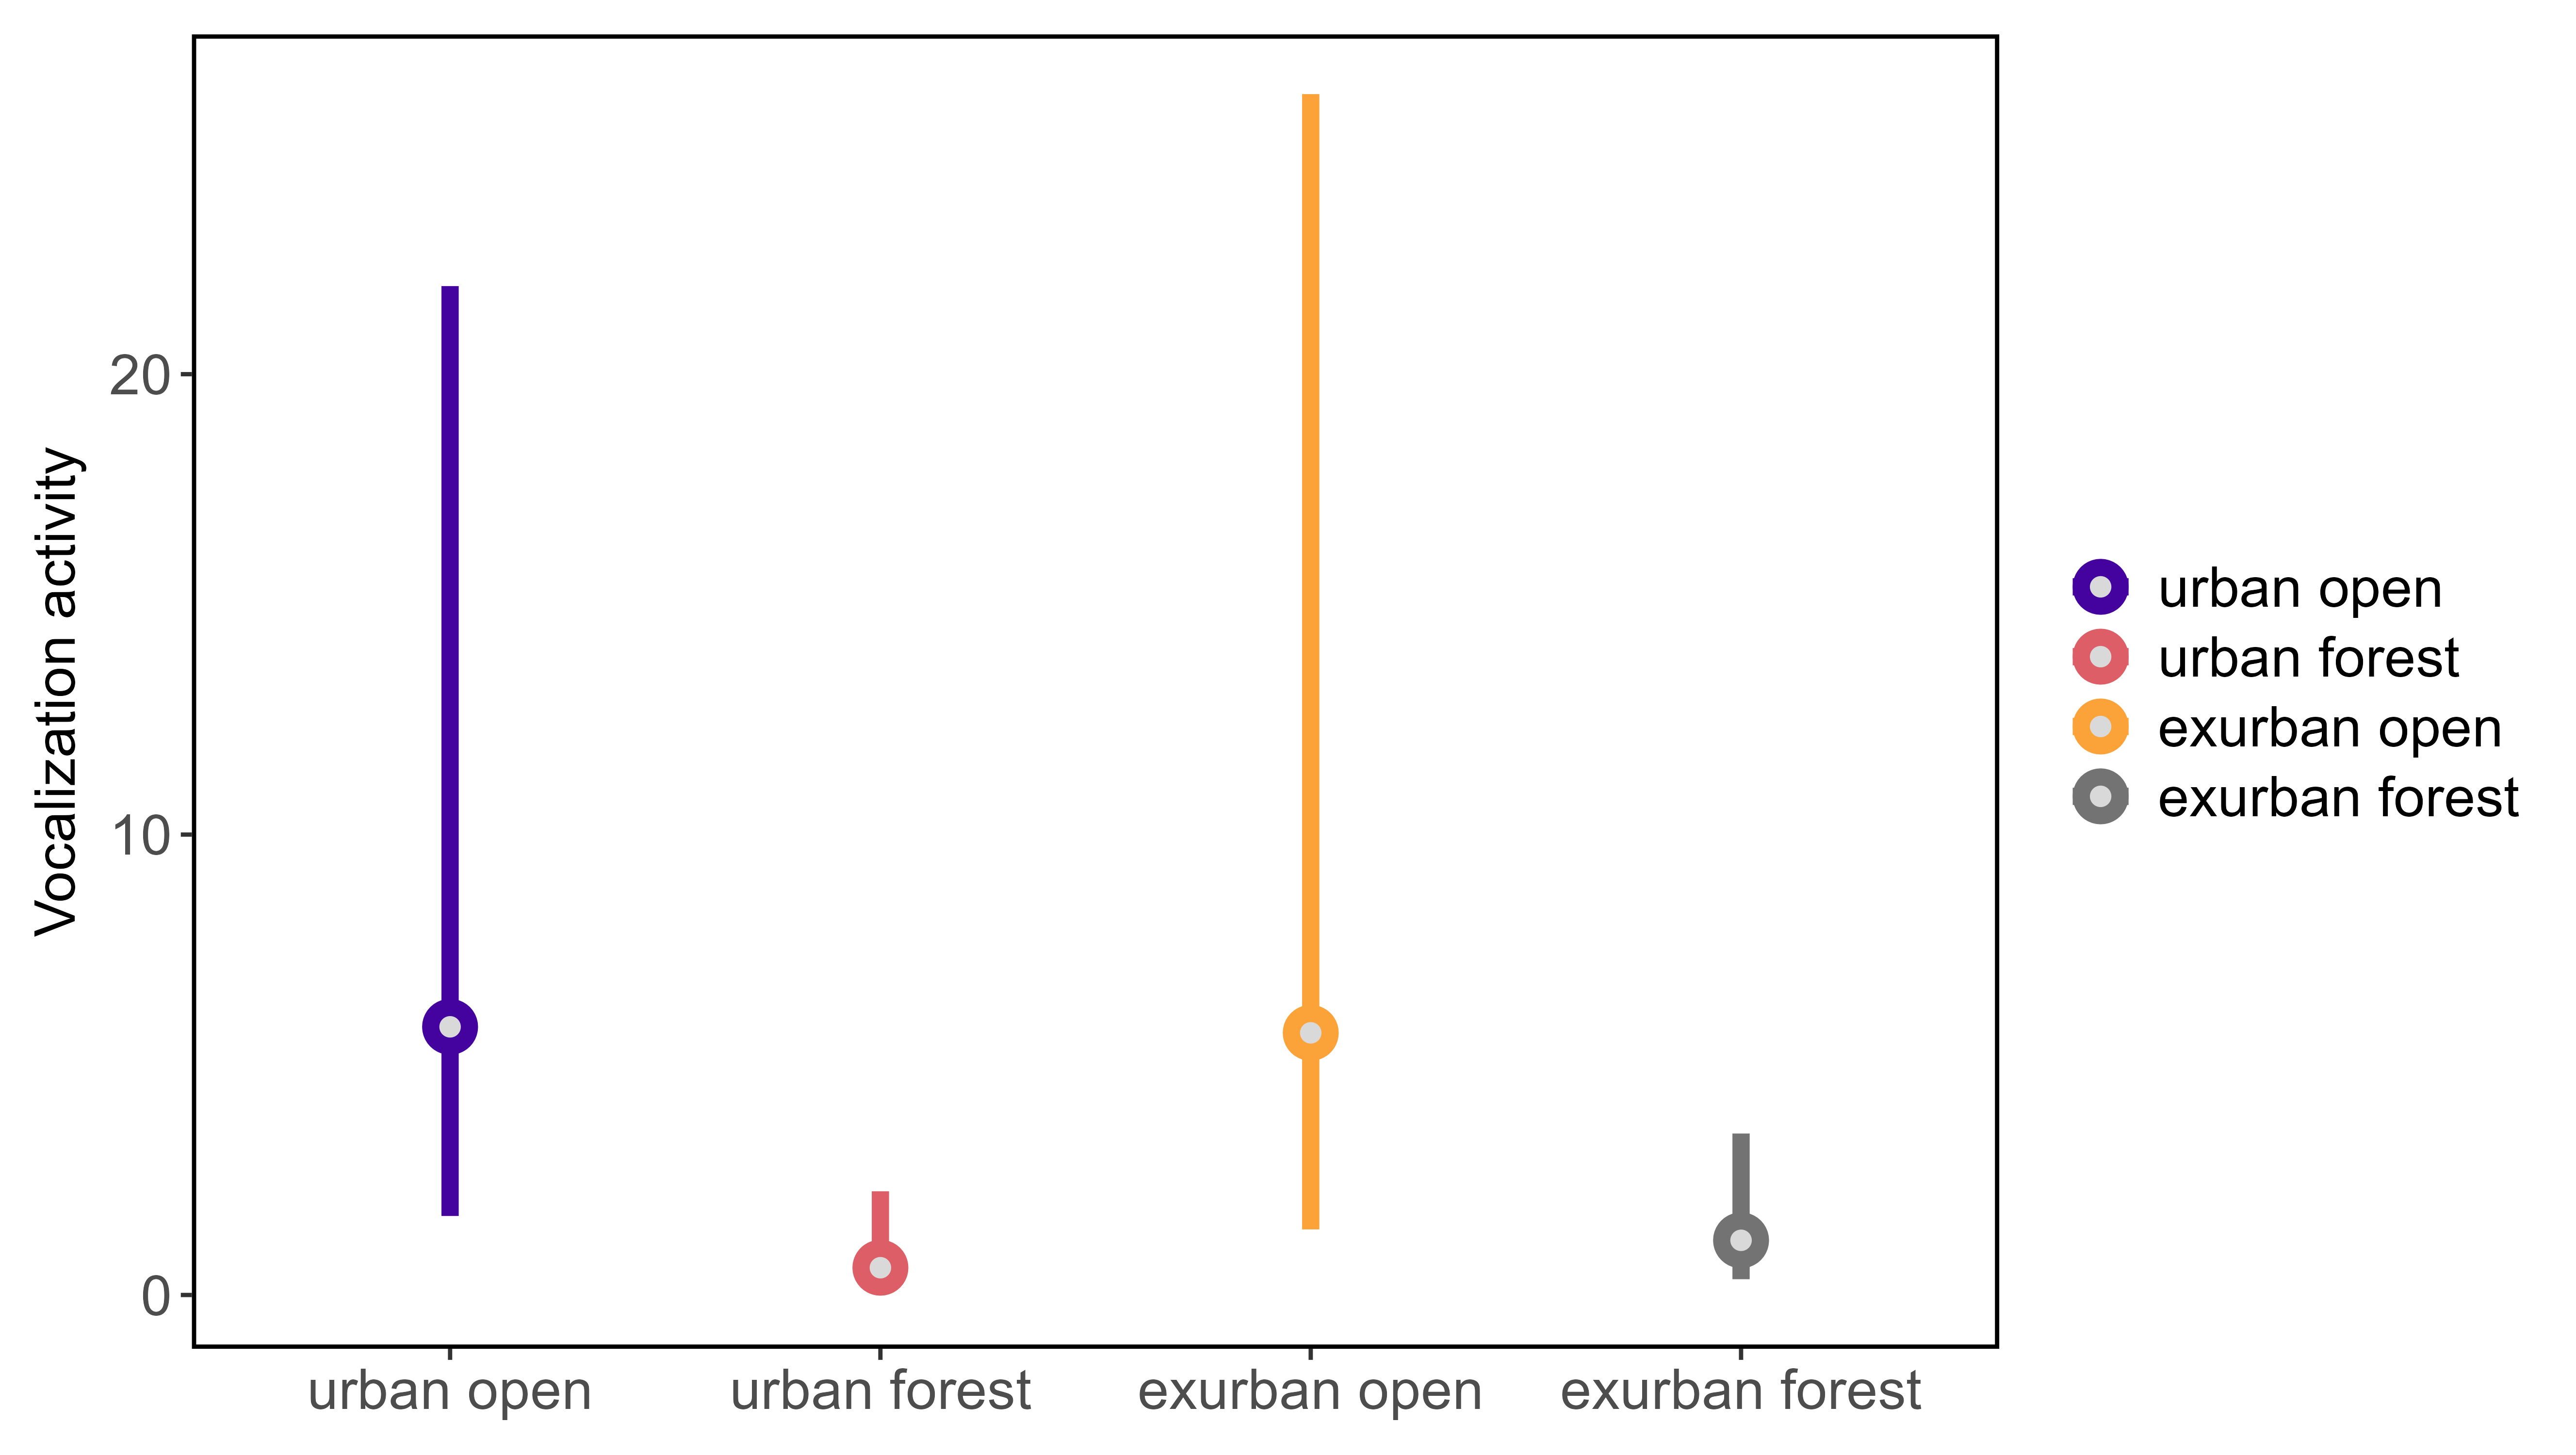 Vocalization activity
20
10
0
urban open
urban forest
exurban open
exurban forest
urban open
urban forest
exurban open
exurban forest